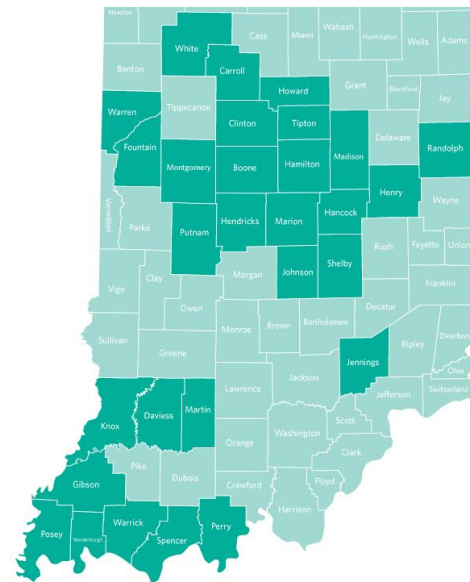 Newton
Cass
Miami
Wabash
Huntington
Wells
Adams
White
Carroll
Benton
Howard
Grant
Blackford
Jay
Warren
Tippecanoe
Clinton
Tipton
Delaware
Randolph
Fountain
Madison
Montgomery
Boone
Hamilton
Henry
Vermillion
Parke
Putnam
Hendricks
Marion
Hancock
Wayne
Rush
Fayette
Union
Vigo
Clay
Morgan
Johnson
Shelby
Franklin
Owen
Decatur
Sullivan
Monroe
Brown
Bartholomew
Ripley
Dearborn
Greene
Jennings
Ohio
Lawrence
Jackson
Jefferson
Switzerland
Knox
Daviess
Martin
Scott
Orange
Washington
Clark
Pike
Dubois
Gibson
Crawford
Floyd
Harrison
Posey
Vanderburgh
Warrick
Spencer
Perry